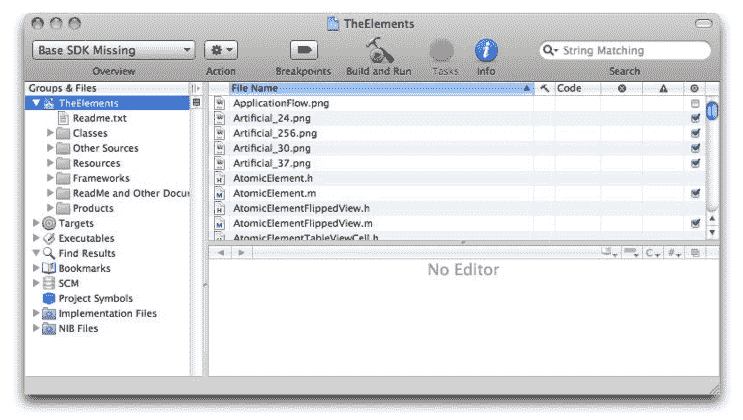 TheElements
Base SDK Missing
String Matching
Overview
Action
Breakpoints
Build and Run
Tasks
Info
Search
Groups & Files
File Name
Code
TheElements
Readme.txt
Classes
Other Sources
Resources
Frameworks
ReadMe and Other Docu
Products
Targets
Executables
Find Results
Bookmarks
SCM
Project Symbols
Implementation Files
NIB Files
ApplicationFlow.png
Artificial_24.png
Artificial_256.png
Artificial_30.png
Artificial_37.png
AtomicElement.h
AtomicElement.m
AtomicElementFlippedView.h
AtomicElementFlippedView.m
AtomicElementTableViewCell.h
C
#
No Editor